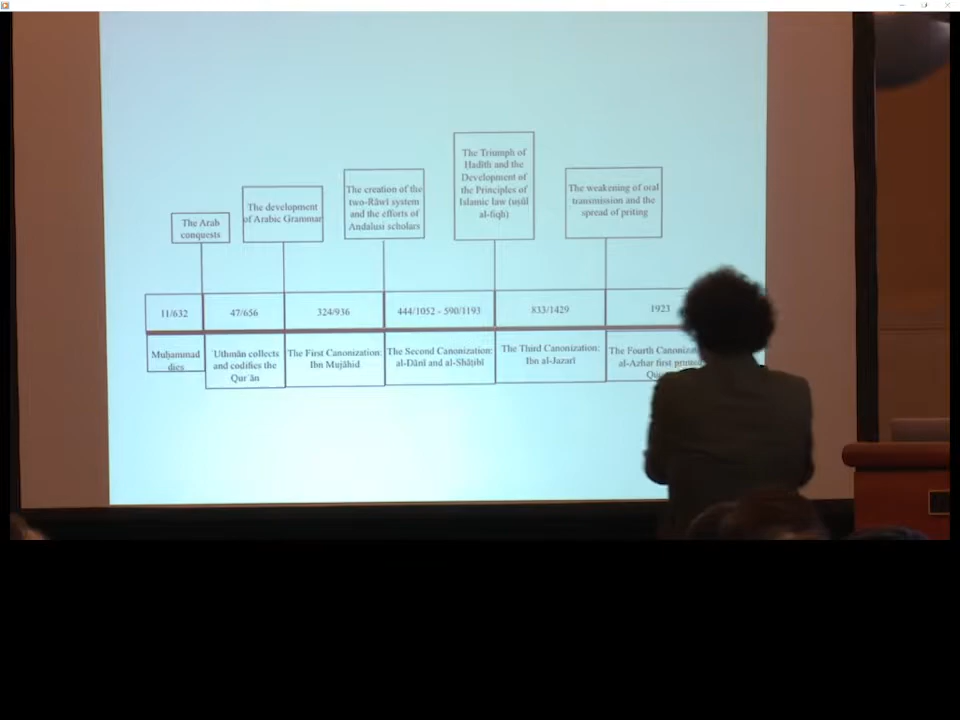 The Arab
conquests
The development
of Arabic Grammar
The creation of the
two-Rāwī system
and the efforts of
Andalusi scholars
The Triumph of
Ḥadīth and the
Development of
the Principles of
Islamic law (uṣūl
al-fiqh)
The weakening of oral
transmission and the
spread of priting
11/632
47/656
324/936
444/1052 - 590/1193
833/1429
1923
Muḥammad
dies
ʿUthmān collects
and codifies the
Qurʾān
The First Canonization:
Ibn Mujāhid
The Second Canonization:
al-Dānī and al-Shāṭibī
The Third Canonization:
Ibn al-Jazarī
The Fourth
al-Azhar first